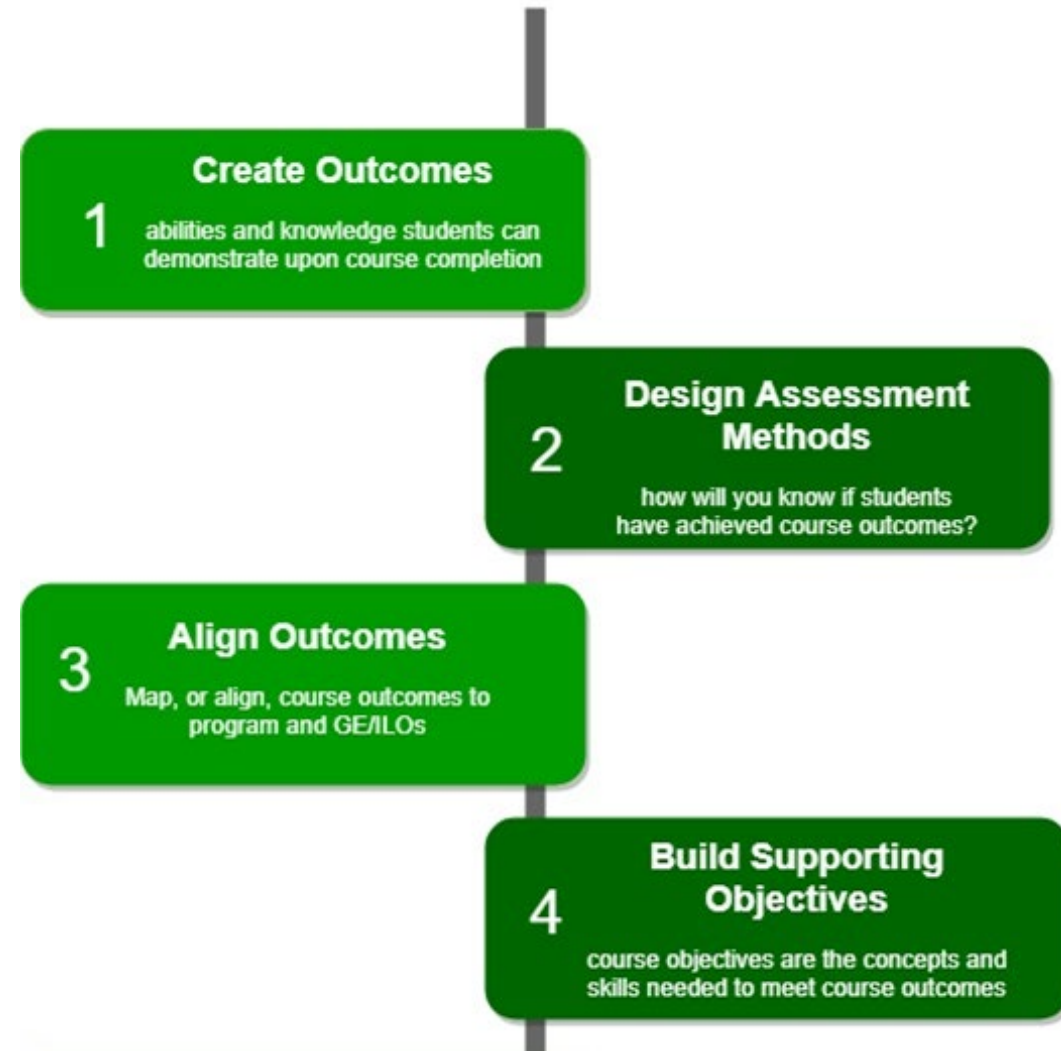 Create Outcomes
1
abilities and knowledge students can
demonstrate upon course completion
Design Assessment
Methods
2
how will you know if students
have achieved course outcomes?
Align Outcomes
3
Map, or align, course outcomes to
program and GE/ILOs
Build Supporting
Objectives
4
course objectives are the concepts and
skills needed to meet course outcomes